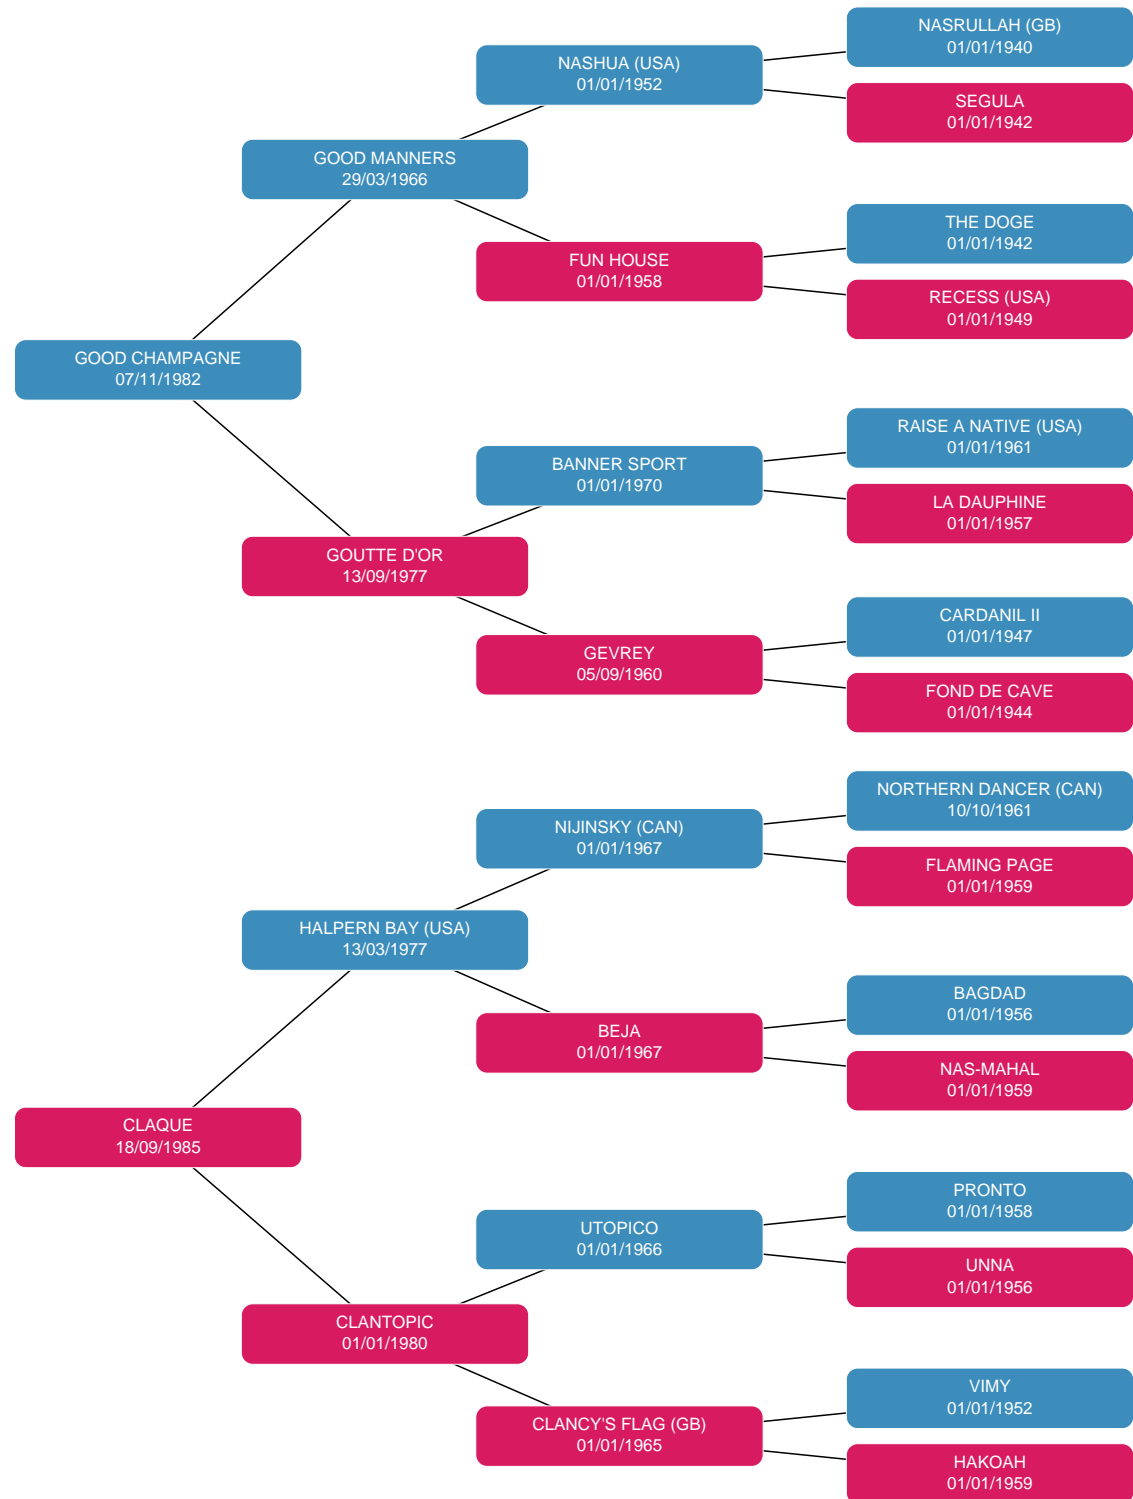 NASRULLAH (GB)
01/01/1940
NASHUA (USA)
01/01/1952
SEGULA
01/01/1942
GOOD MANNERS
29/03/1966
THE DOGE
01/01/1942
FUN HOUSE
01/01/1958
RECESS (USA)
01/01/1949
GOOD CHAMPAGNE
07/11/1982
RAISE A NATIVE (USA)
01/01/1961
BANNER SPORT
01/01/1970
LA DAUPHINE
01/01/1957
GOUTTE D'OR
13/09/1977
CARDANIL II
01/01/1947
GEVREY
05/09/1960
FOND DE CAVE
01/01/1944
NORTHERN DANCER (CAN)
10/10/1961
NIJINSKY (CAN)
01/01/1967
FLAMING PAGE
01/01/1959
HALPERN BAY (USA)
13/03/1977
BAGDAD
01/01/1956
BEJA
01/01/1967
NAS-MAHAL
01/01/1959
CLAQUE
18/09/1985
PRONTO
01/01/1958
UTOPICO
01/01/1966
UNNA
01/01/1956
CLANTOPIC
01/01/1980
VIMY
01/01/1952
CLANCY'S FLAG (GB)
01/01/1965
HAKOAH
01/01/1959